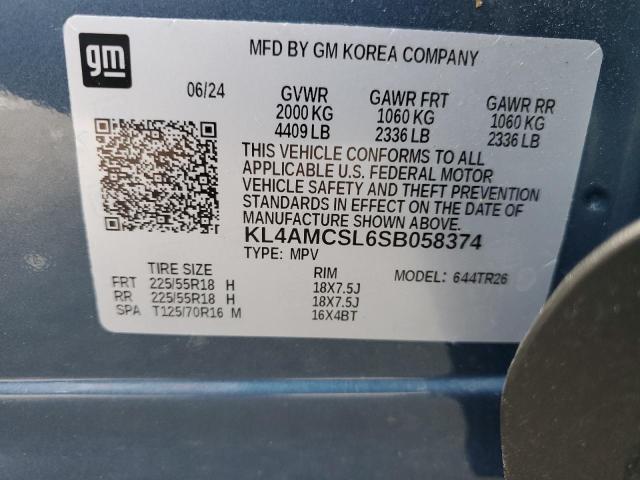 gm
MFD BY GM KOREA COMPANY
06/24 GVWR GAWR FRT GAWR RR
2000 KG 1060 KG 1060 KG
4409 LB 2336 LB 2336 LB
THIS VEHICLE CONFORMS TO ALL
APPLICABLE U.S. FEDERAL MOTOR
VEHICLE SAFETY AND THEFT PREVENTION
STANDARDS IN EFFECT ON THE DATE OF
MANUFACTURE SHOWN ABOVE.
KL4AMCSL6SB058374
TYPE: MPV MODEL: 644TR26
TIRE SIZE RIM
FRT 225/55R18 H 18X7.5J
RR 225/55R18 H 18X7.5J
SPA T125/70R16 M 16X4BT